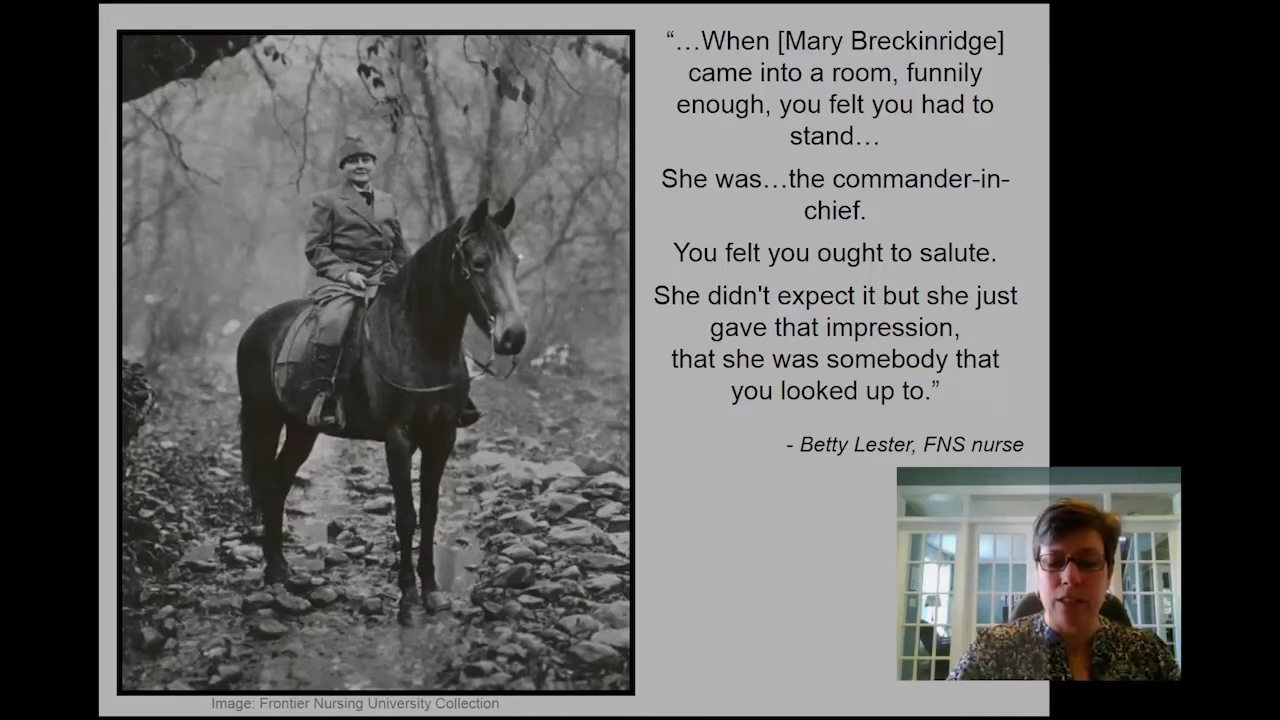 “…When [Mary Breckinridge]
came into a room, funnily
enough, you felt you had to
stand…
She was…the commander-in-
chief.
You felt you ought to salute.
She didn't expect it but she just
gave that impression,
that she was somebody that
you looked up to.”
- Betty Lester, FNS nurse
Image: Frontier Nursing University Collection